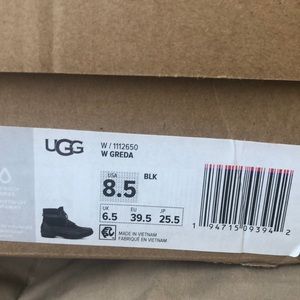 UGG
W / 1112650
W GREDA
USA
8.5
BLK
UK EU JP
6.5 39.5 25.5
MADE IN VIETNAM
FABRIQUÉ EN VIETNAM
1 94715 09394 2